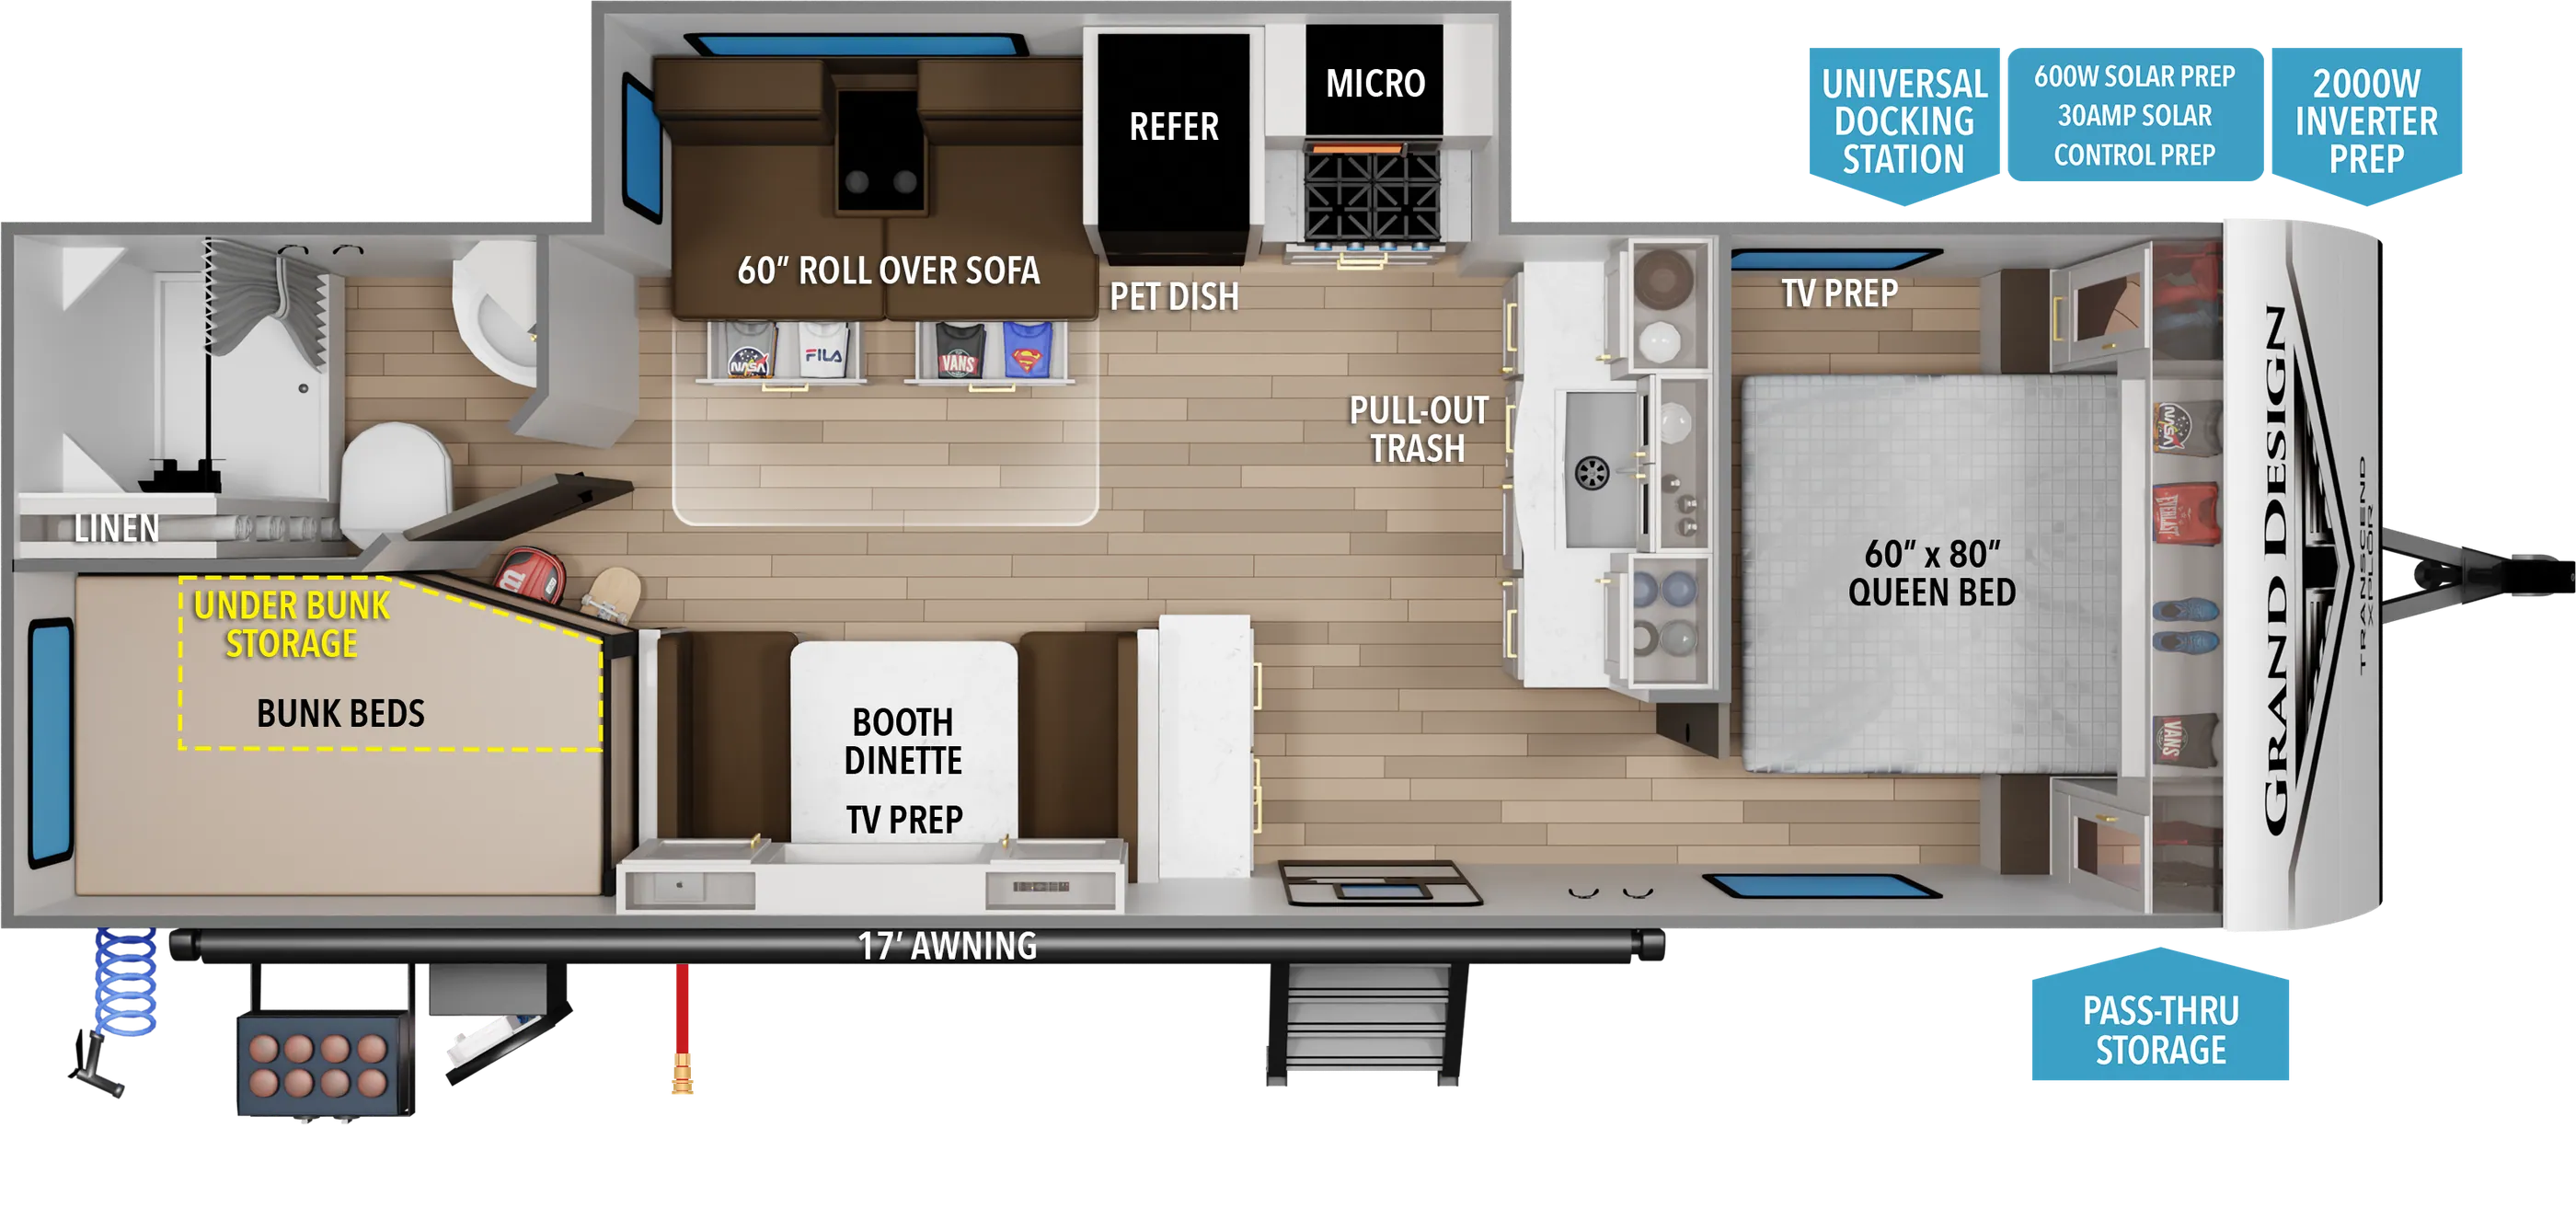 UNIVERSAL
DOCKING
STATION
600W SOLAR PREP
30AMP SOLAR
CONTROL PREP
2000W
INVERTER
PREP
MICRO
REFER
60” ROLL OVER SOFA
PET DISH
TV PREP
NASA
FILA
VANS
PULL-OUT
TRASH
NASA
EVERLAST
VANS
LINEN
60” x 80”
QUEEN BED
GRAND DESIGN
TRANSCEND
XPLOR
UNDER BUNK
STORAGE
BUNK BEDS
BOOTH
DINETTE
TV PREP
17’ AWNING
PASS-THRU
STORAGE